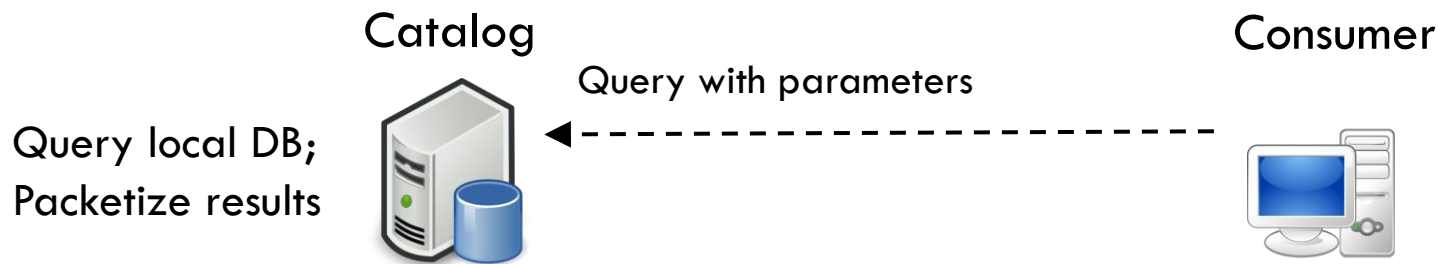 Catalog
Consumer
Query with parameters
Query local DB;
Packetize results